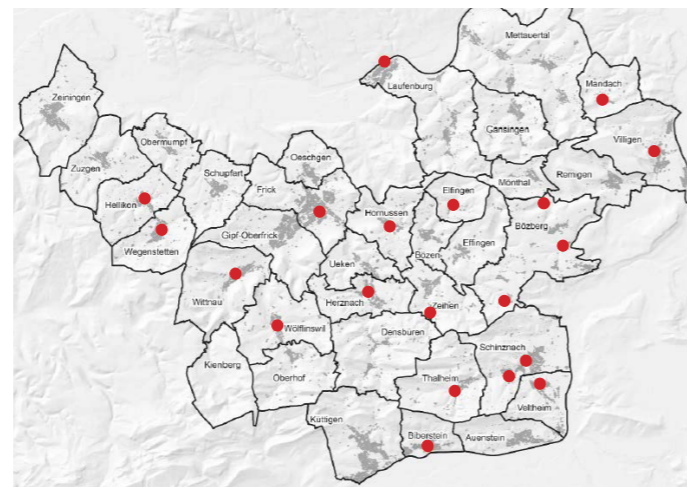 Mettauertal
Laufenburg
Mandach
Zeiningen
Gansingen
Villigen
Obermumpf
Oeschgen
Zuzgen
Schupfart
Frick
Mönthal
Remigen
Elfingen
Hellikon
Hornussen
Bözberg
Gipf-Oberfrick
Effingen
Wegenstetten
Bözen
Ueken
Wittnau
Herznach
Zeihen
Wölflinswil
Densbüren
Schinznach
Kienberg
Oberhof
Thalheim
Veltheim
Küttigen
Biberstein
Auenstein